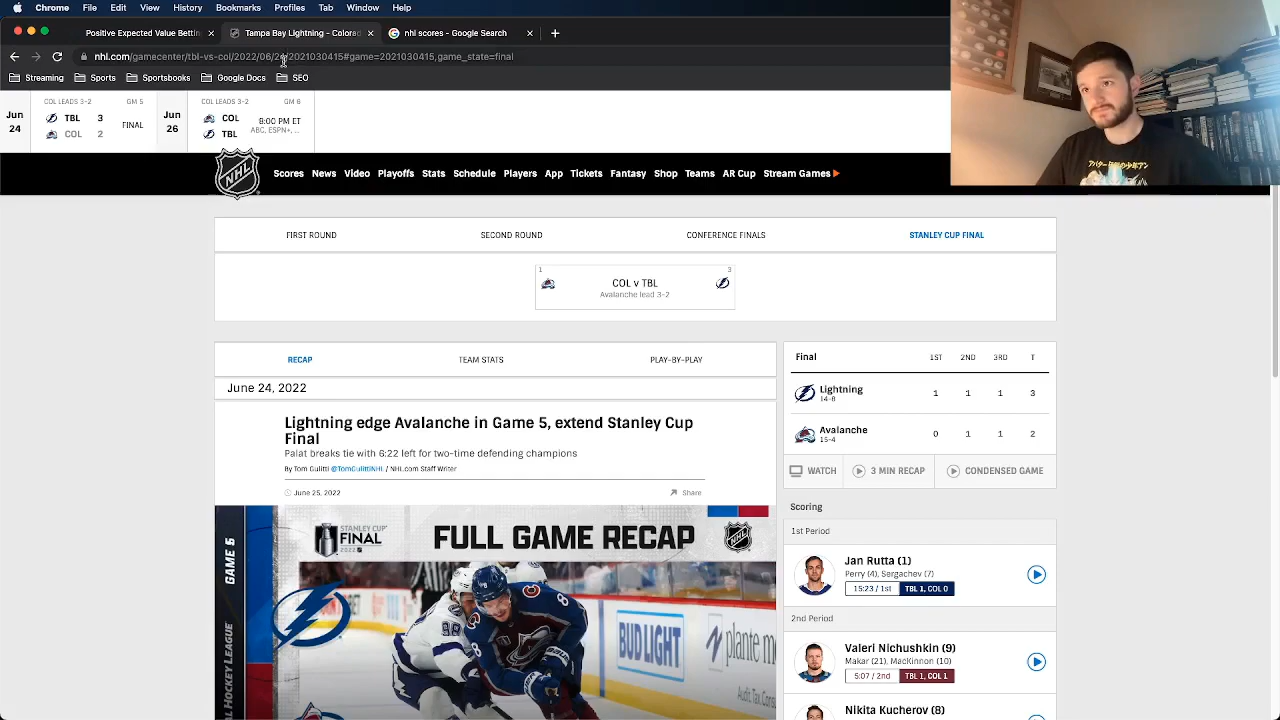 Chrome File Edit View History Bookmarks Profiles Tab Window Help
Positive Expected Value Bettin
Tampa Bay Lightning - Colorad
nhl scores - Google Search
nhl.com/gamecenter/tbl-vs-col/2022/06/24/2021030415#game=2021030415,game_state=final
Streaming Sports Sportsbooks Google Docs SEO
Jun 24
COL LEADS 3-2 GM 5
TBL 3
COL 2
FINAL
Jun 26
COL LEADS 3-2 GM 6
COL
TBL
8:00 PM ET
ABC, ESPN+, ...
NHL
Scores News Video Playoffs Stats Schedule Players App Tickets Fantasy Shop Teams AR Cup Stream Games
FIRST ROUND SECOND ROUND CONFERENCE FINALS STANLEY CUP FINAL
1 3
COL v TBL
Avalanche lead 3-2
RECAP TEAM STATS PLAY-BY-PLAY
June 24, 2022
Lightning edge Avalanche in Game 5, extend Stanley Cup
Final
Palat breaks tie with 6:22 left for two-time defending champions
By Tom Gulitti @TomGulittiNHL / NHL.com Staff Writer
June 25, 2022
Share
GAME 5
STANLEY CUP
FINAL
2022
FULL GAME RECAP
NHL
BUD LIGHT
plante
HOCKEY LEAGUE
Final 1ST 2ND 3RD T
Lightning 1 1 1 3
14-8
Avalanche 0 1 1 2
15-4
WATCH 3 MIN RECAP CONDENSED GAME
Scoring
1st Period
Jan Rutta (1)
Perry (4), Sergachev (7)
15:23 / 1st TBL 1, COL 0
2nd Period
Valeri Nichushkin (9)
Makar (21), MacKinnon (10)
5:07 / 2nd TBL 1, COL 1
Nikita Kucherov (8)